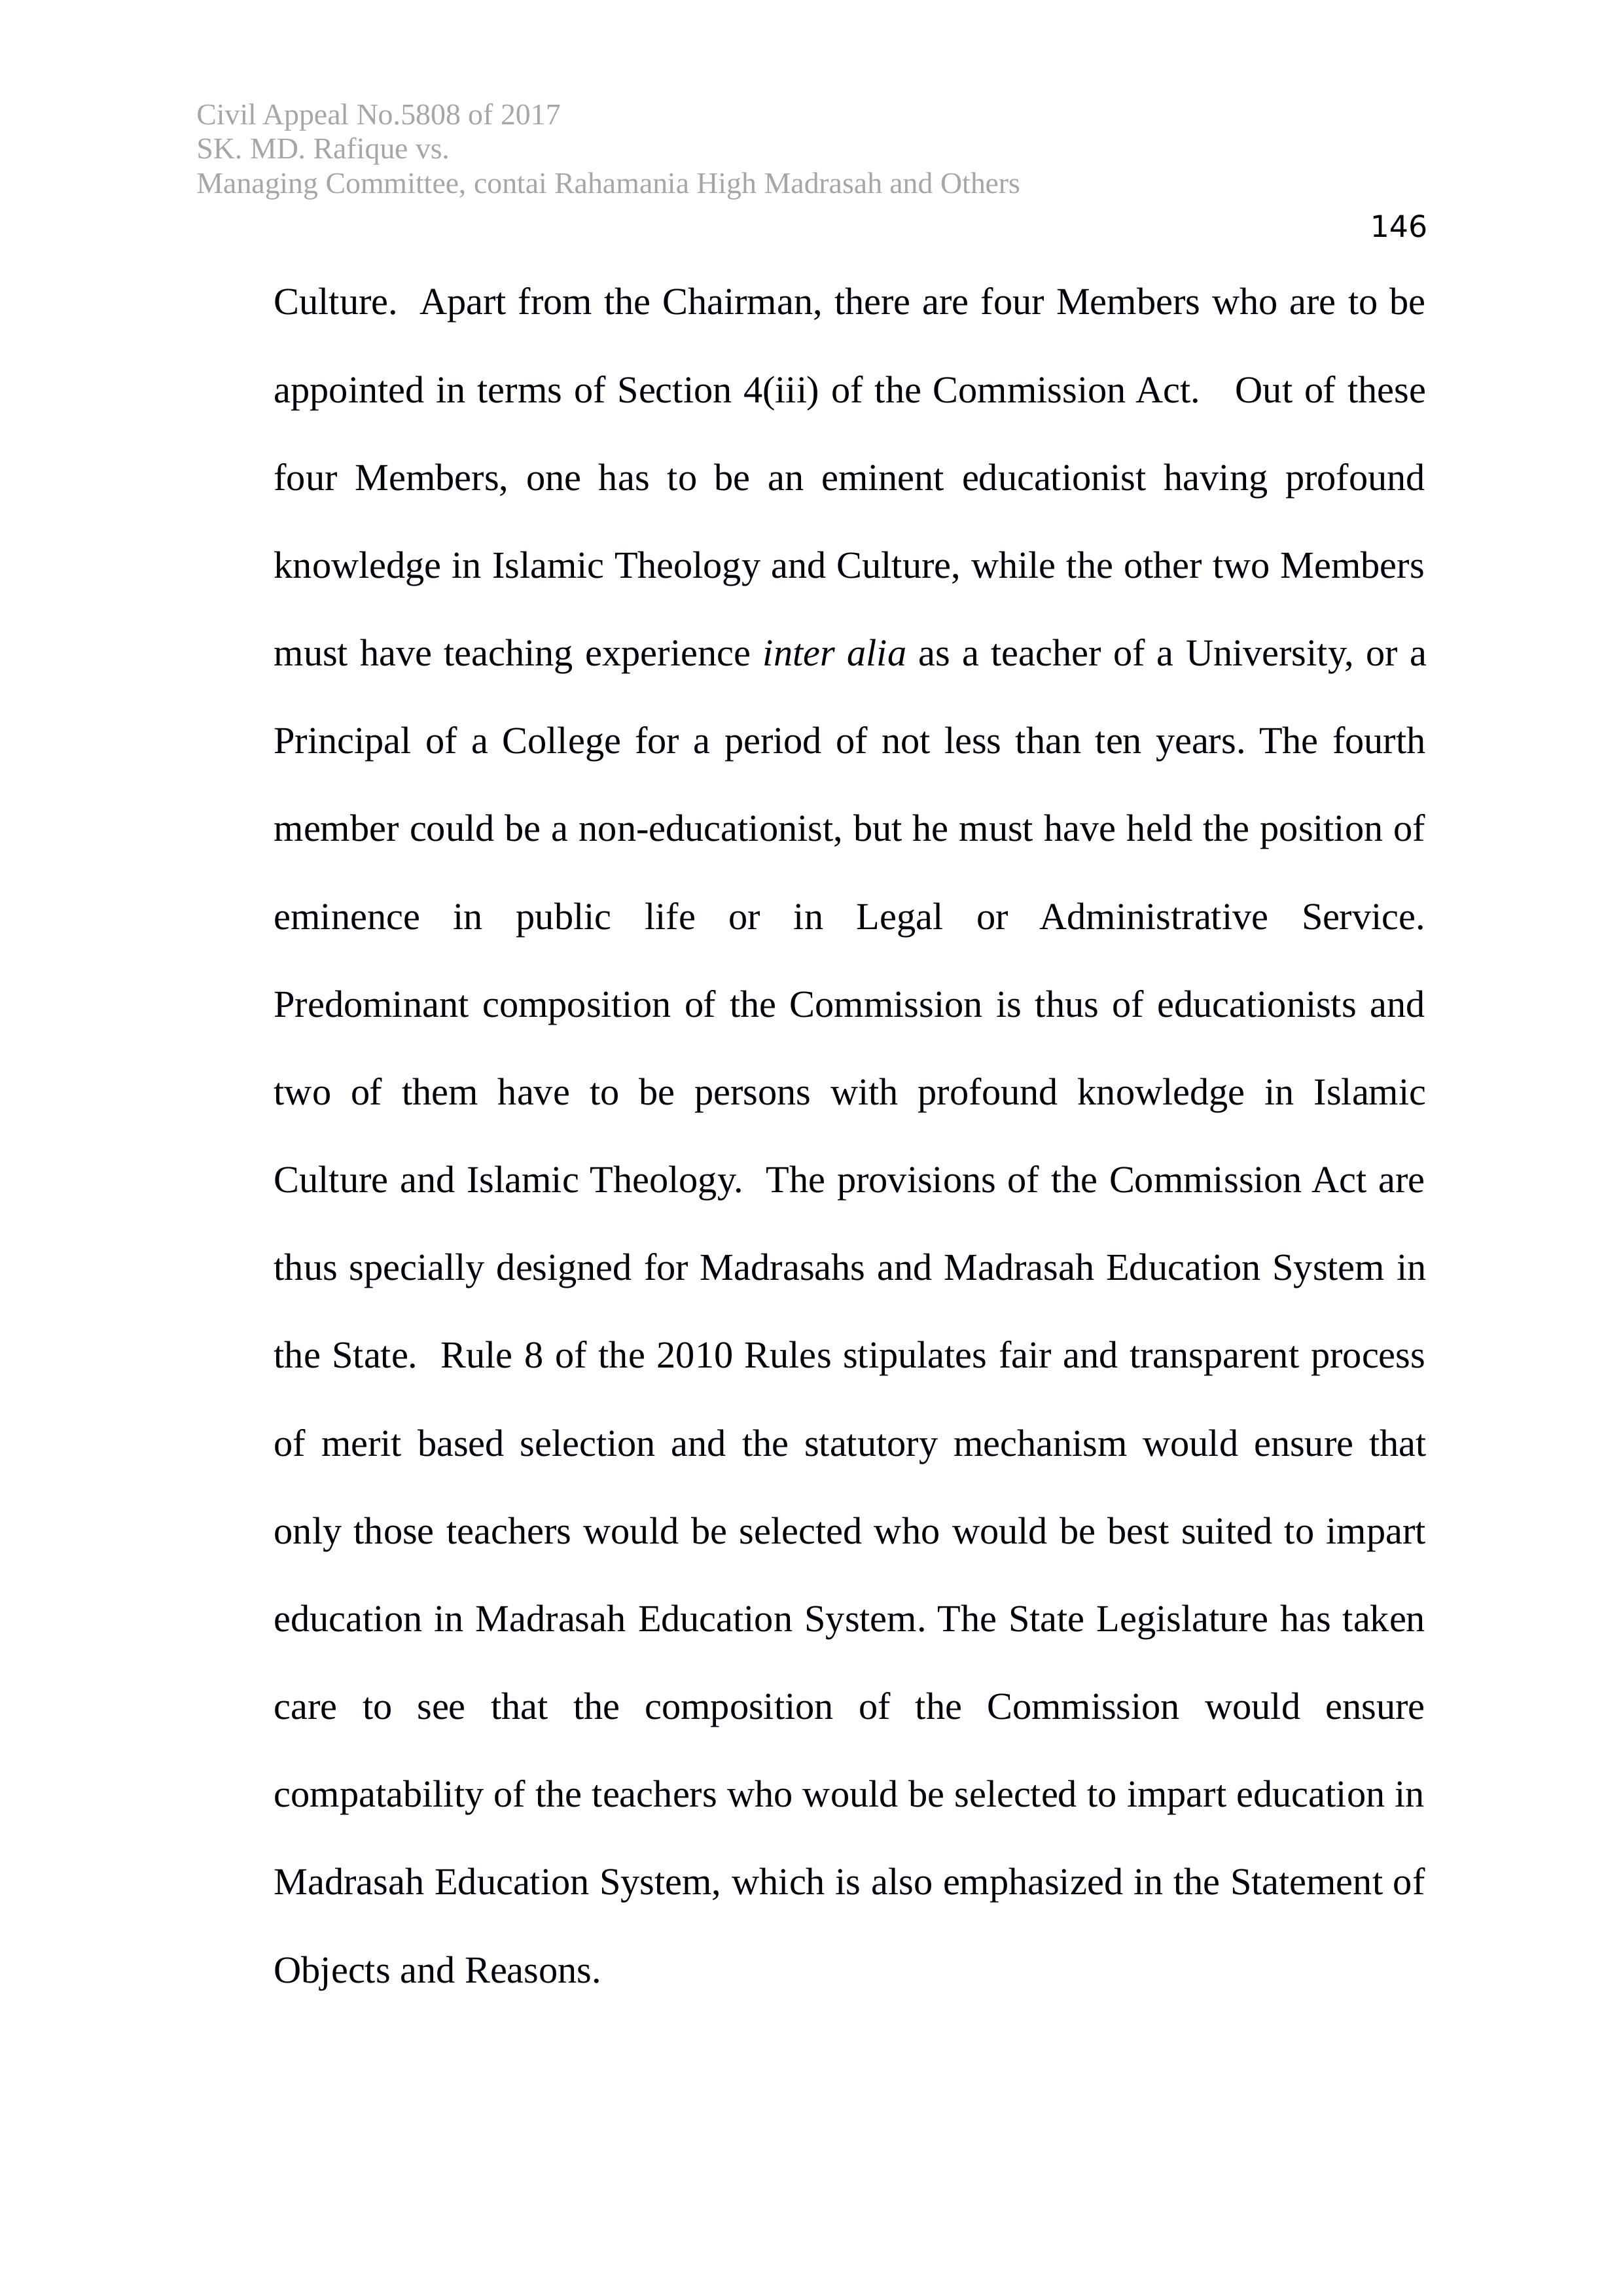 Civil Appeal No.5808 of 2017
SK. MD. Rafique vs.
Managing Committee, contai Rahamania High Madrasah and Others
146
Culture.  Apart from the Chairman, there are four Members who are to be
appointed in terms of Section 4(iii) of the Commission Act.   Out of these
four Members, one has to be an eminent educationist having profound
knowledge in Islamic Theology and Culture, while the other two Members
must have teaching experience inter alia as a teacher of a University, or a
Principal of a College for a period of not less than ten years. The fourth
member could be a non-educationist, but he must have held the position of
eminence in public life or in Legal or Administrative Service.
Predominant composition of the Commission is thus of educationists and
two of them have to be persons with profound knowledge in Islamic
Culture and Islamic Theology.  The provisions of the Commission Act are
thus specially designed for Madrasahs and Madrasah Education System in
the State.  Rule 8 of the 2010 Rules stipulates fair and transparent process
of merit based selection and the statutory mechanism would ensure that
only those teachers would be selected who would be best suited to impart
education in Madrasah Education System. The State Legislature has taken
care to see that the composition of the Commission would ensure
compatability of the teachers who would be selected to impart education in
Madrasah Education System, which is also emphasized in the Statement of
Objects and Reasons.